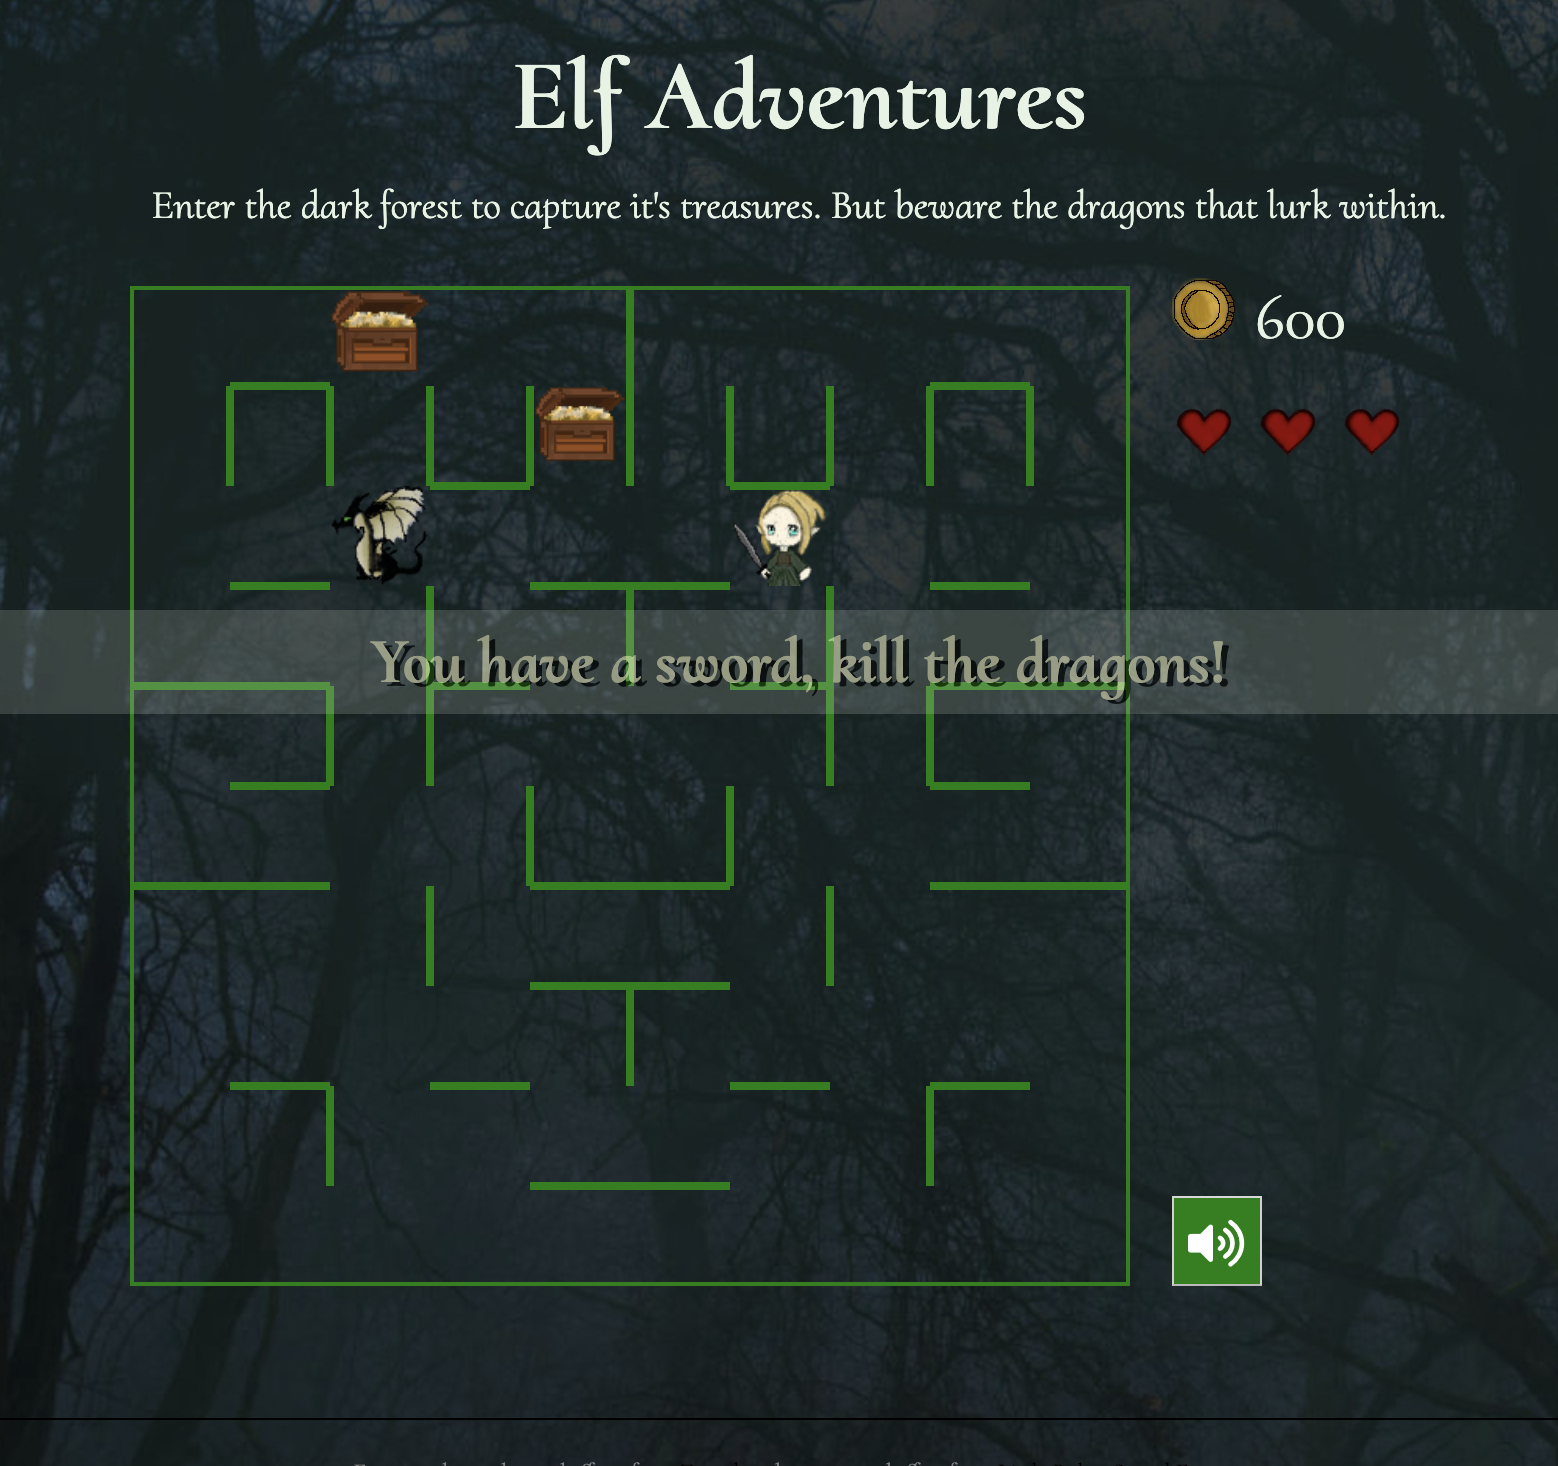 Elf Adventures
Enter the dark forest to capture it's treasures. But beware the dragons that lurk within.
600
You have a sword, kill the dragons!